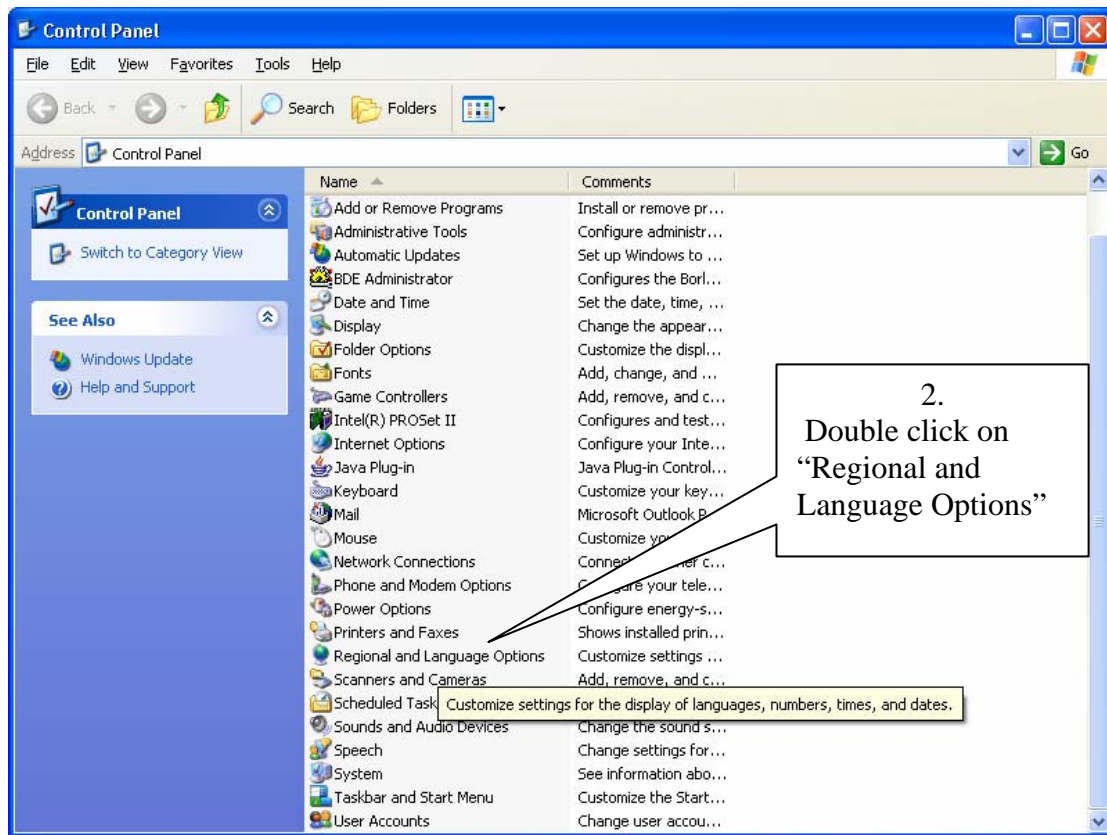 Control Panel
File Edit View Favorites Tools Help
Back Search Folders
Address Control Panel Go
Name Comments
Control Panel
Switch to Category View
See Also
Windows Update
Help and Support
Add or Remove Programs Install or remove pr...
Administrative Tools Configure administr...
Automatic Updates Set up Windows to ...
BDE Administrator Configures the Borl...
Date and Time Set the date, time, ...
Display Change the appear...
Folder Options Customize the displ...
Fonts Add, change, and ...
Game Controllers Add, remove, and c...
Intel(R) PROSet II Configures and test...
Internet Options Configure your Inte...
Java Plug-in Java Plug-in Control...
Keyboard Customize your key...
Mail Microsoft Outlook P...
Mouse Customize
Network Connections c...
Phone and Modem Options your tele...
Power Options Configure energy-s...
Printers and Faxes Shows installed prin...
Regional and Language Options Customize settings ...
Scanners and Cameras Add, remove, and c...
Scheduled Task
Customize settings for the display of languages, numbers, times, and dates.
Sounds and Audio Devices Change the sound s...
Speech Change settings for...
System See information abo...
Taskbar and Start Menu Customize the Start...
User Accounts Change user accou...
2.
Double click on
“Regional and
Language Options”